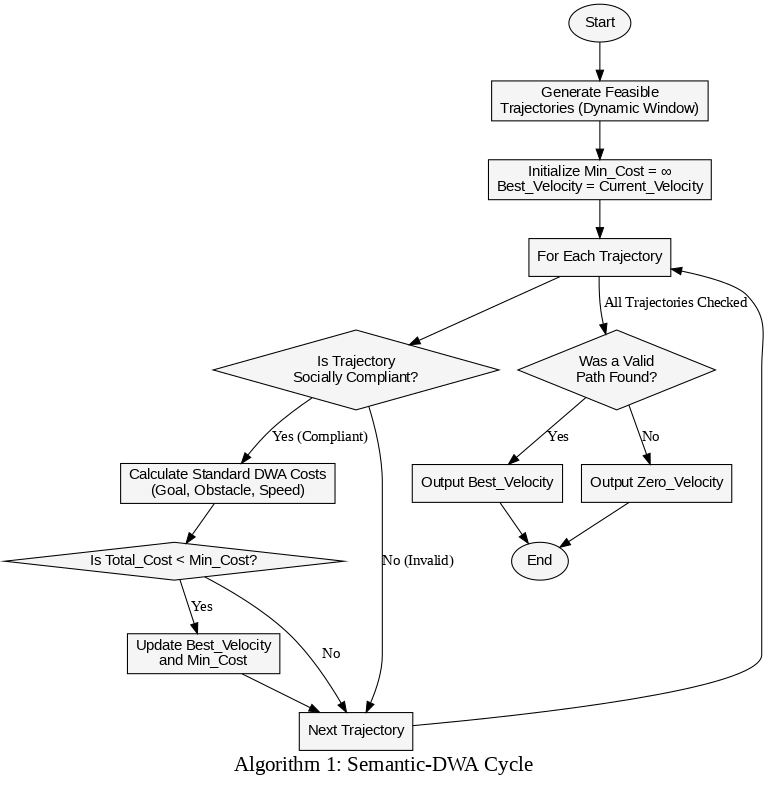 Start
Generate Feasible
Trajectories (Dynamic Window)
Initialize Min_Cost = ∞
Best_Velocity = Current_Velocity
For Each Trajectory
All Trajectories Checked
Is Trajectory
Socially Compliant?
Was a Valid
Path Found?
Yes (Compliant)
Yes
No
Calculate Standard DWA Costs
(Goal, Obstacle, Speed)
Output Best_Velocity
Output Zero_Velocity
Is Total_Cost < Min_Cost?
No (Invalid)
End
Yes
Update Best_Velocity
and Min_Cost
No
Next Trajectory
Algorithm 1: Semantic-DWA Cycle